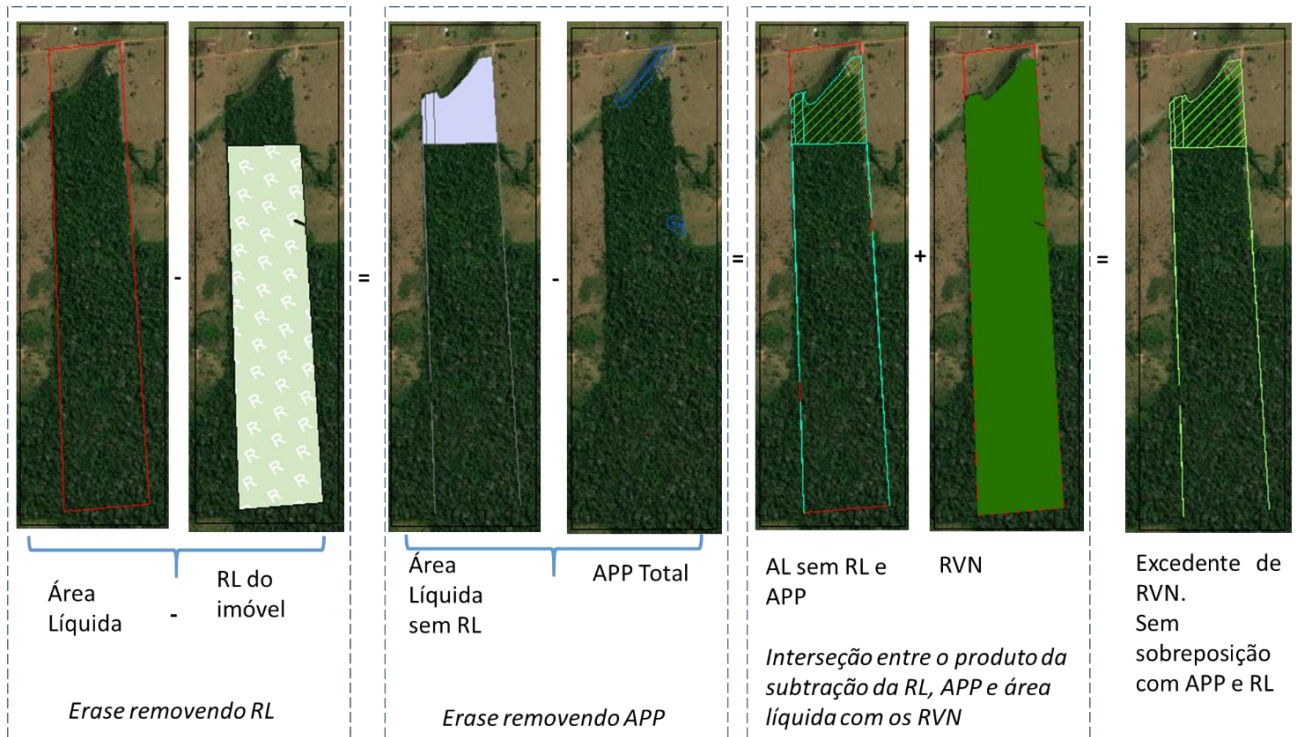 -
=
-
=
+
=
Área
Líquida
-
RL do
imóvel
Erase removendo RL
Área
Líquida
sem RL
APP Total
Erase removendo APP
AL sem RL e
APP
RVN
Interseção entre o produto da
subtração da RL, APP e área
líquida com os RVN
Excedente de
RVN.
Sem
sobreposição
com APP e RL